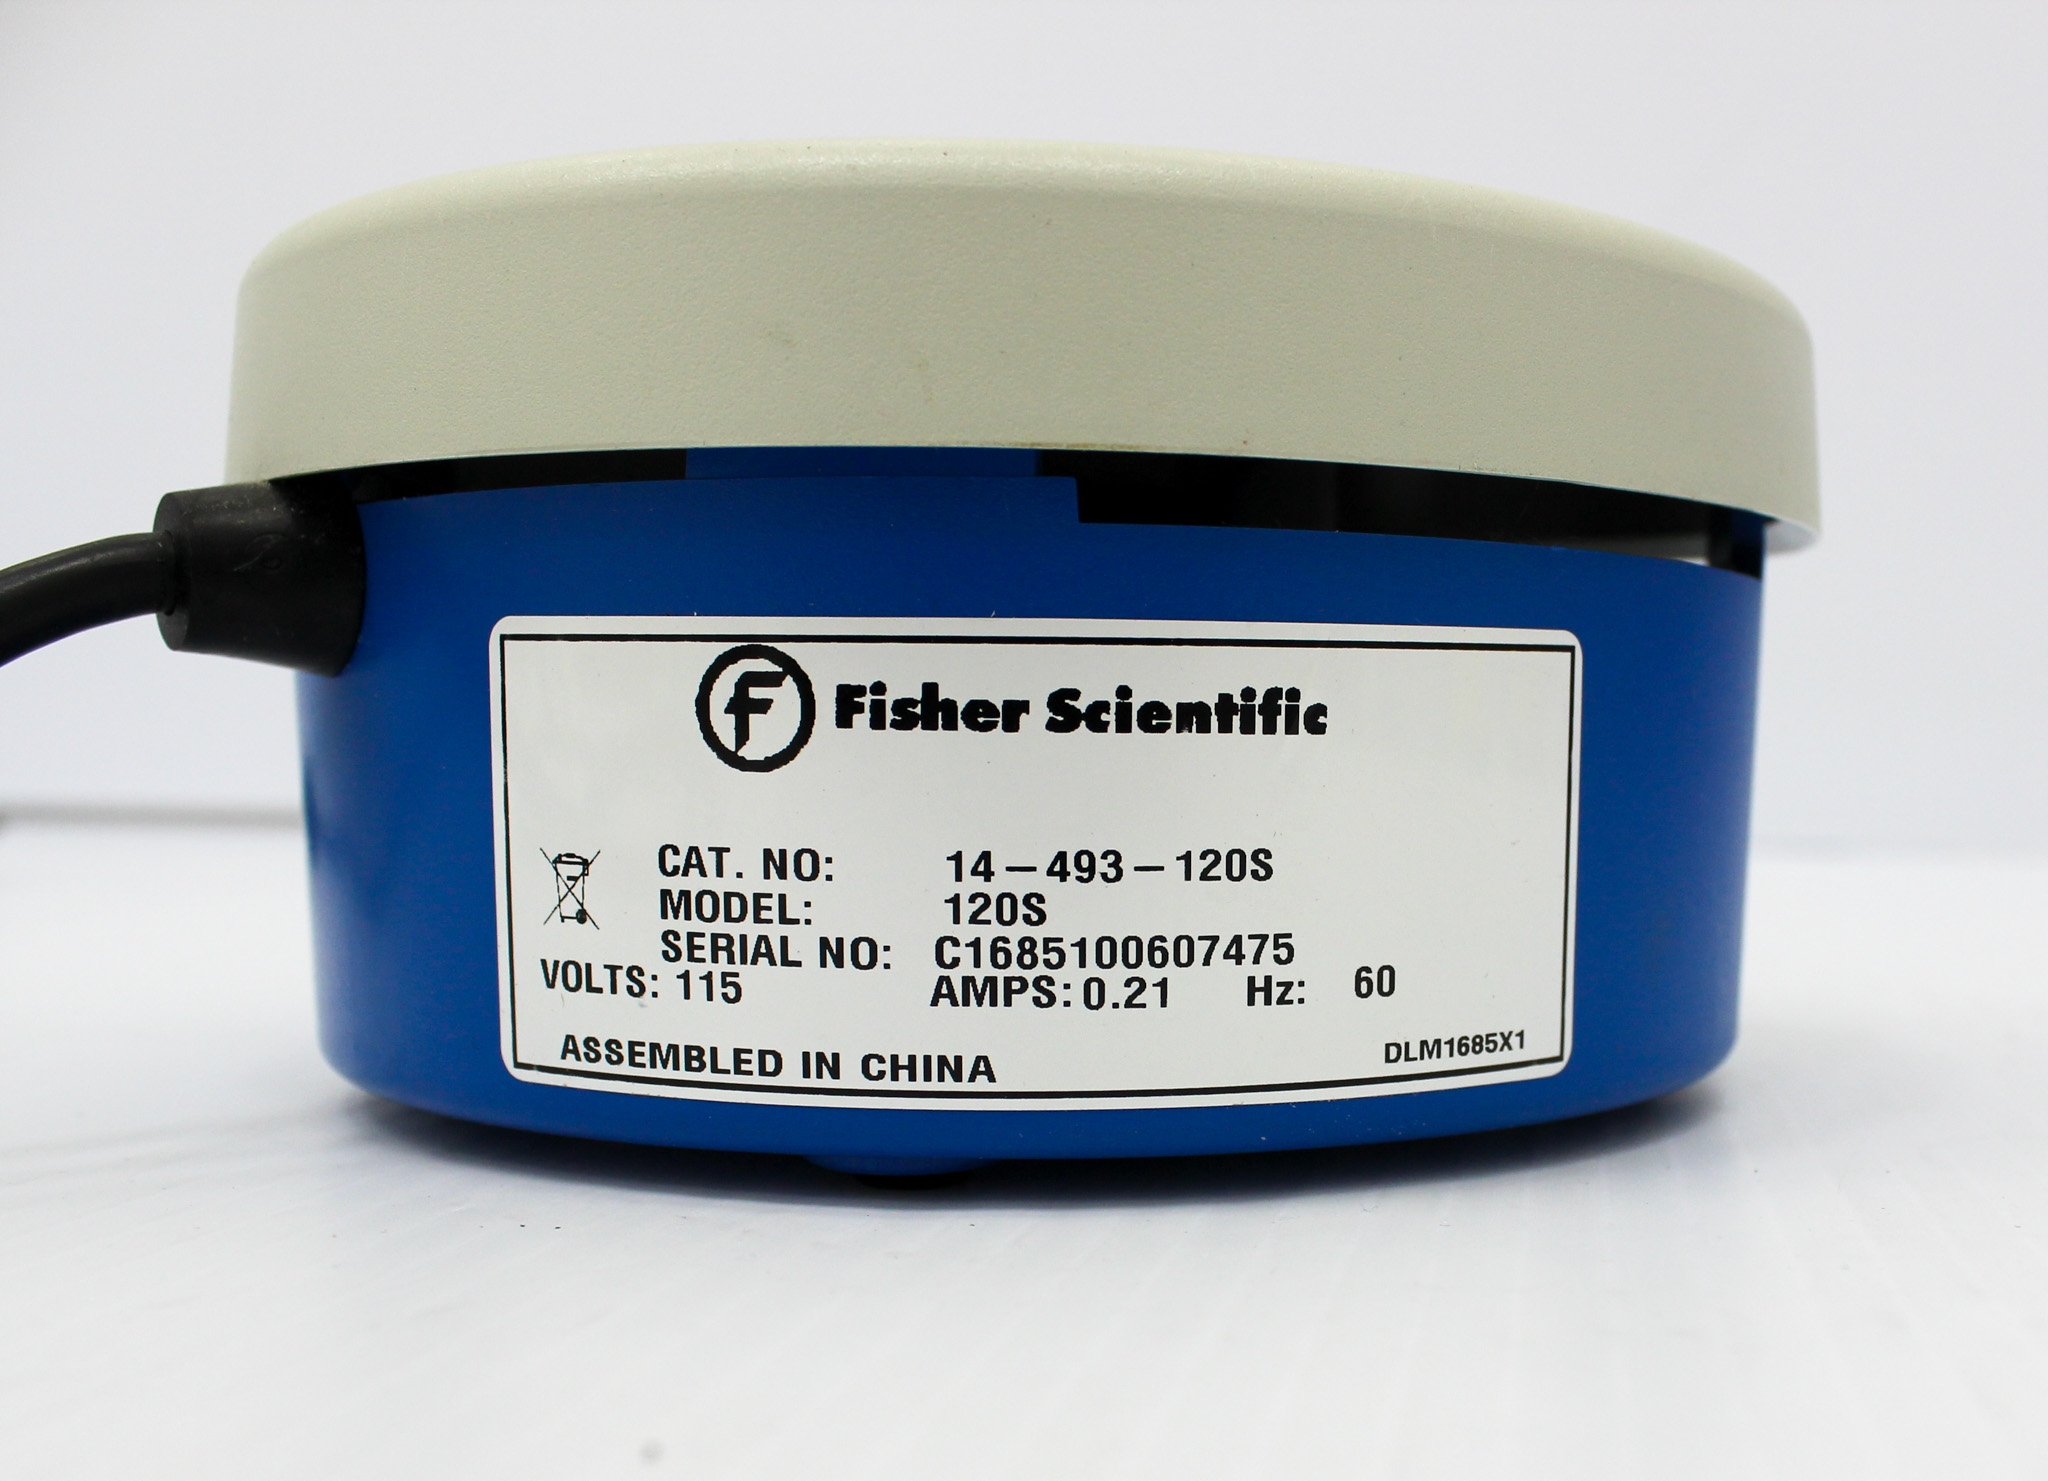 F Fisher Scientific
CAT. NO: 14-493-120S
MODEL: 120S
SERIAL NO: C1685100607475
VOLTS: 115 AMPS: 0.21 Hz: 60
ASSEMBLED IN CHINA
DLM1685X1